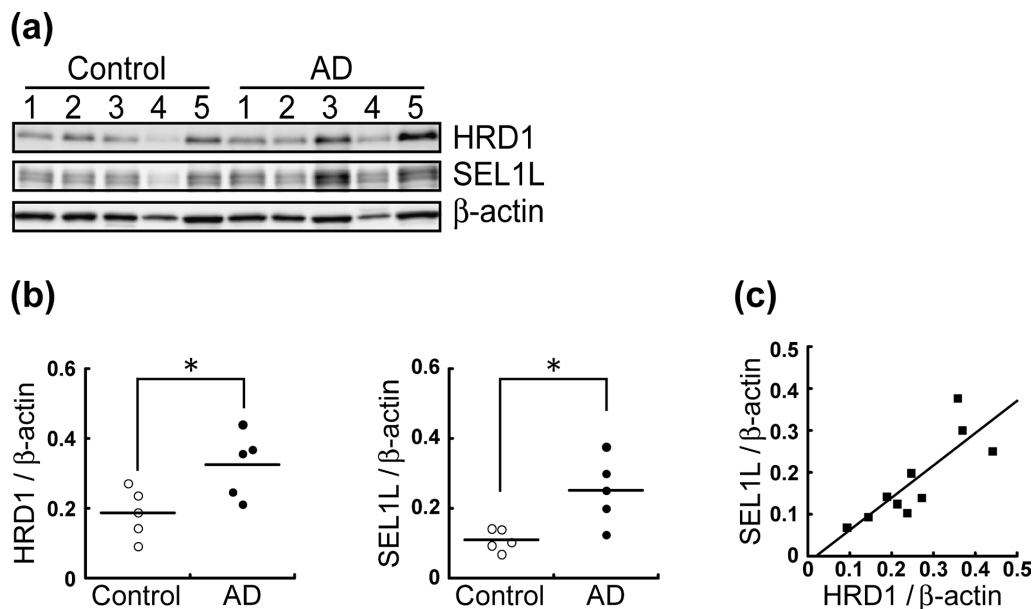 (a)
Control AD
1 2 3 4 5 1 2 3 4 5
HRD1
SEL1L
β-actin
(b)
HRD1 / β-actin
0.6
0.4
0.2
0
*
Control AD
SEL1L / β-actin
0.6
0.4
0.2
0
*
Control AD
(c)
SEL1L / β-actin
0.5
0.4
0.3
0.2
0.1
0
0 0.1 0.2 0.3 0.4 0.5
HRD1 / β-actin